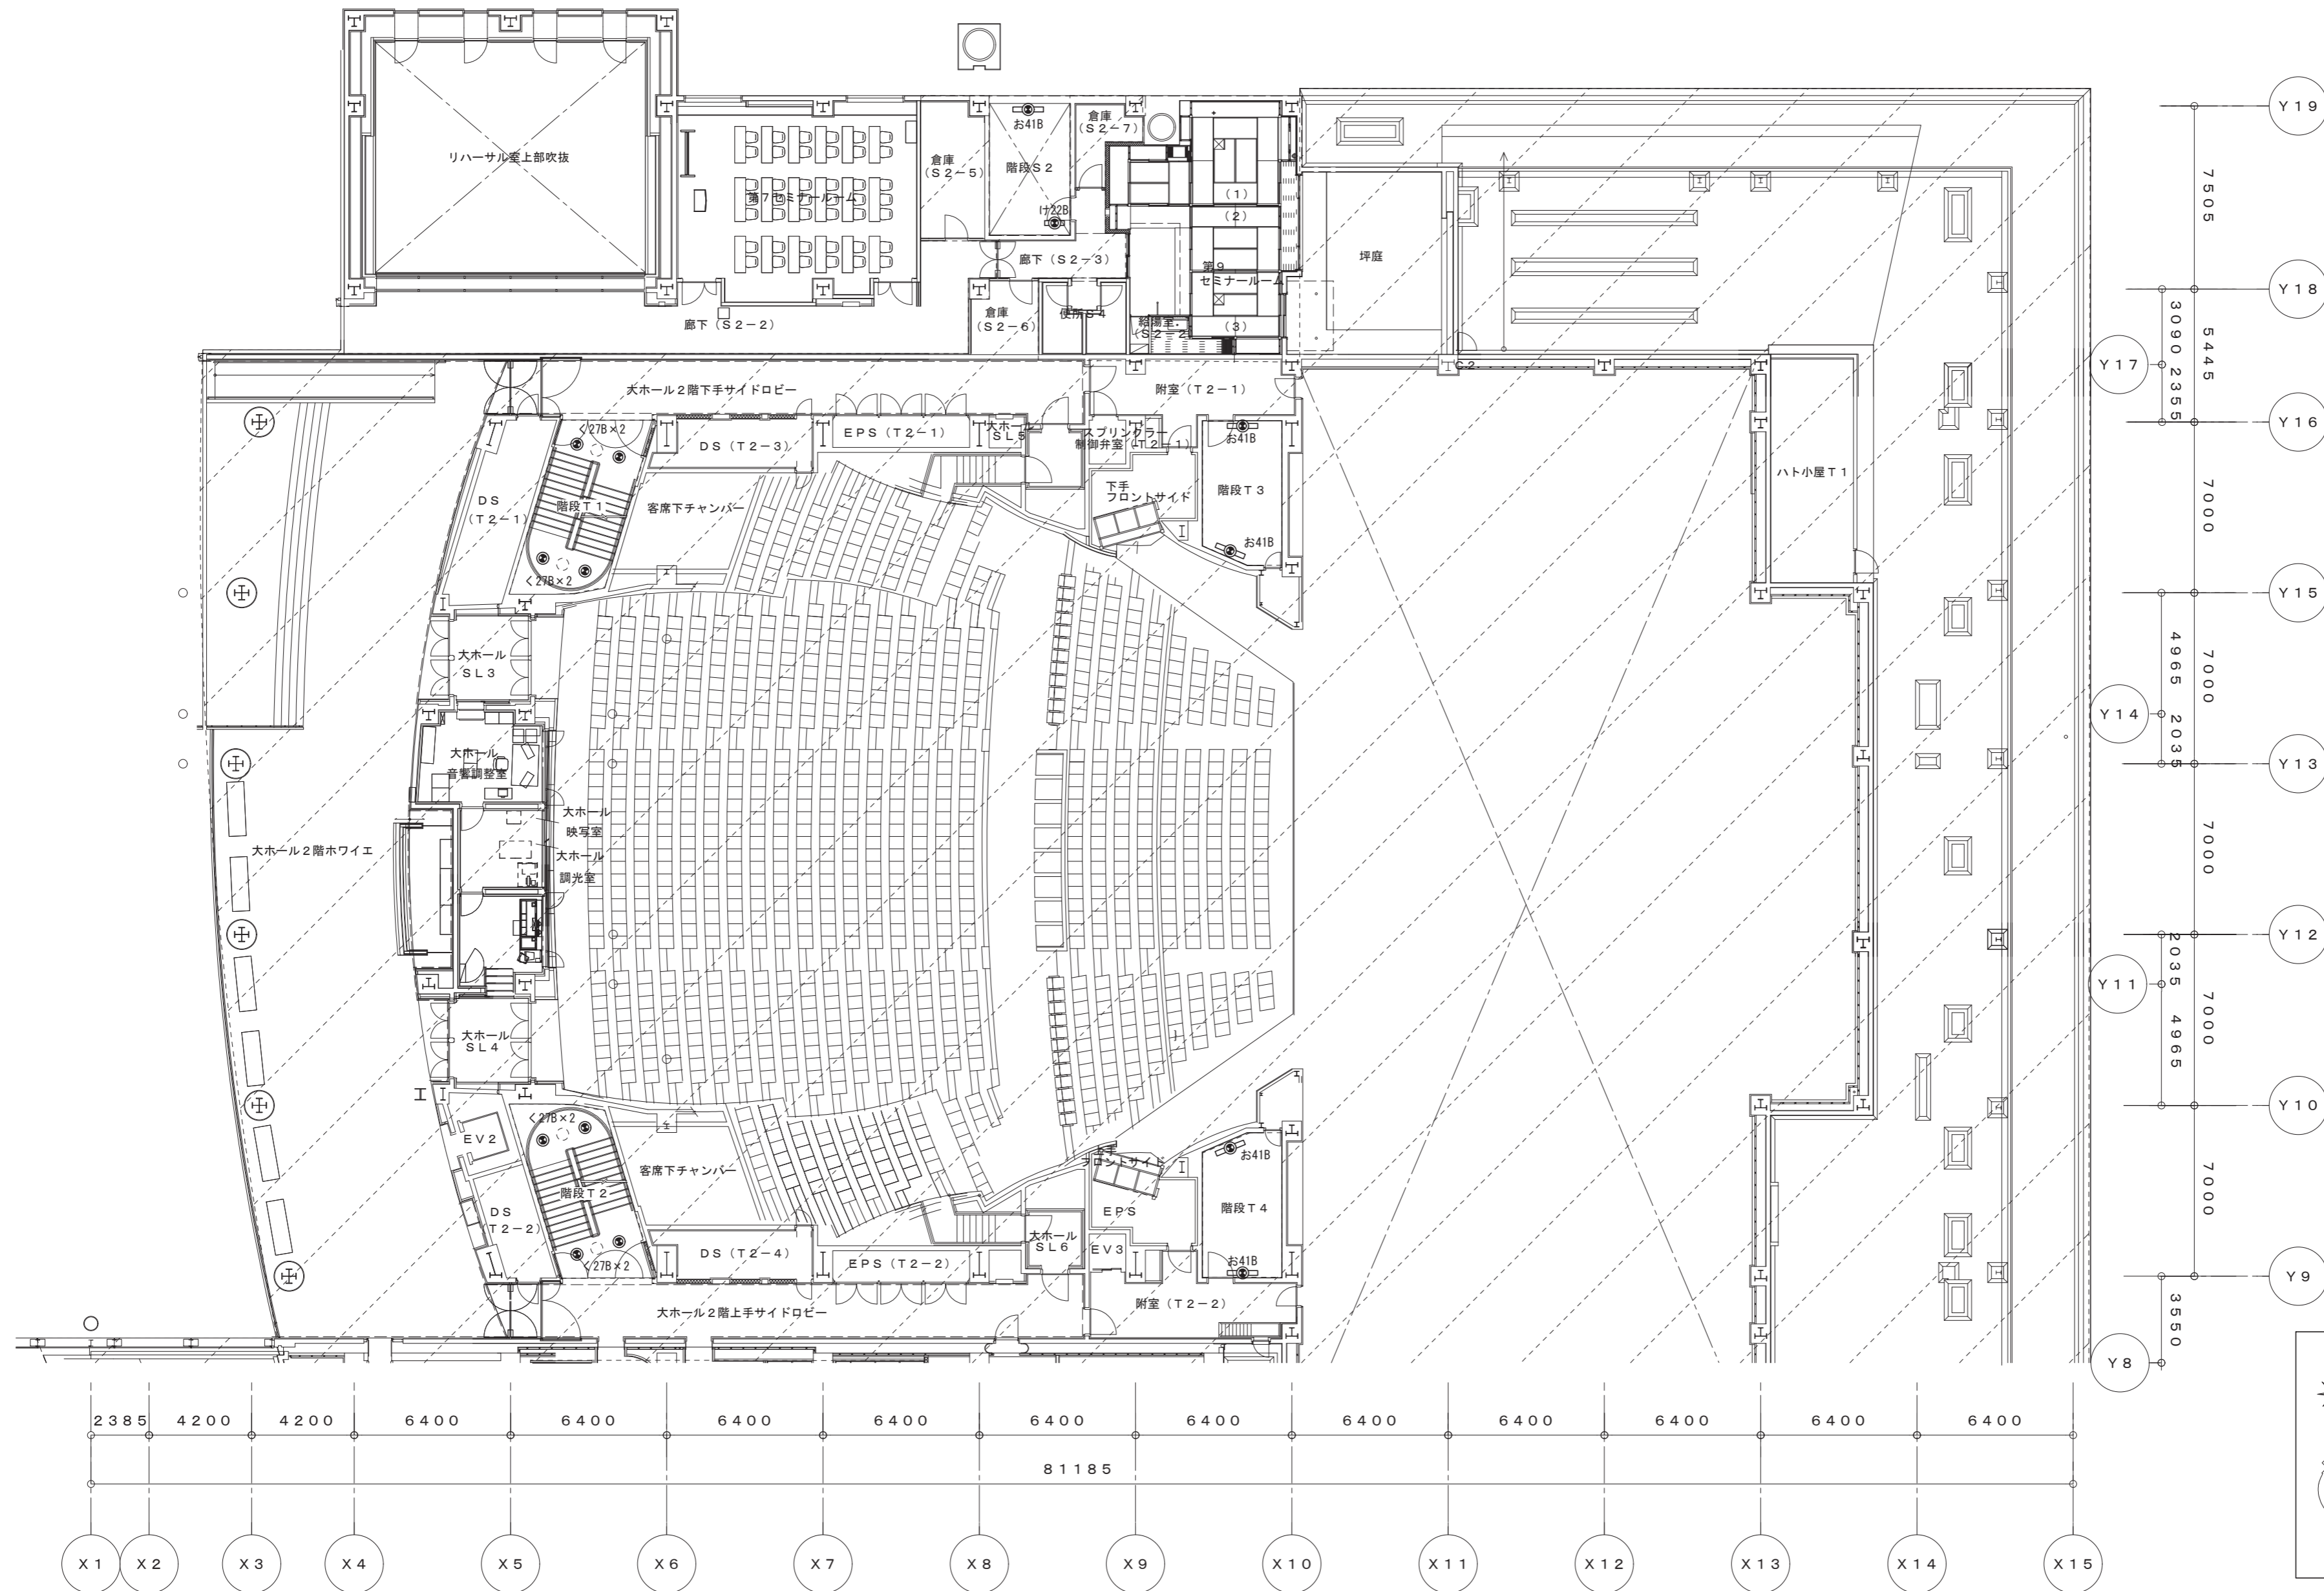 リハーサル室上部吹抜
第7セミナールーム
倉庫
(S2-5)
お41B
階段S2
け22B
倉庫
(S2-7)
廊下(S2-3)
(1)
(2)
第9
セミナールーム
(3)
坪庭
廊下(S2-2)
倉庫
(S2-6)
便所S4
給湯室
(S2-2)
大ホール2階下手サイドロビー
附室(T2-1)
く27B×2
DS(T2-3)
EPS(T2-1)
大ホール
SL5
スプリンクラー
制御弁室(T2-1)
お41B
DS
(T2-1)
階段T1
客席下チャンバー
下手
フロントサイド
階段T3
お41B
く27B×2
ハト小屋T1
大ホール
SL3
大ホール
音響調整室
大ホール
映写室
大ホール
調光室
大ホール2階ホワイエ
大ホール
SL4
く27B×2
EV2
客席下チャンバー
上手
フロントサイド
お41B
DS
(T2-2)
階段T2
EPS
階段T4
DS(T2-4)
EPS(T2-2)
大ホール
SL6
EV3
お41B
く27B×2
大ホール2階上手サイドロビー
附室(T2-2)
Y19
7505
Y18
3090
5445
Y17
2355
Y16
7000
Y15
4965
7000
Y14
2035
Y13
7000
Y12
2035
Y11
7000
4965
Y10
7000
Y9
3550
Y8
2385
4200
4200
6400
6400
6400
6400
6400
6400
6400
6400
6400
6400
6400
81185
X1
X2
X3
X4
X5
X6
X7
X8
X9
X10
X11
X12
X13
X14
X15